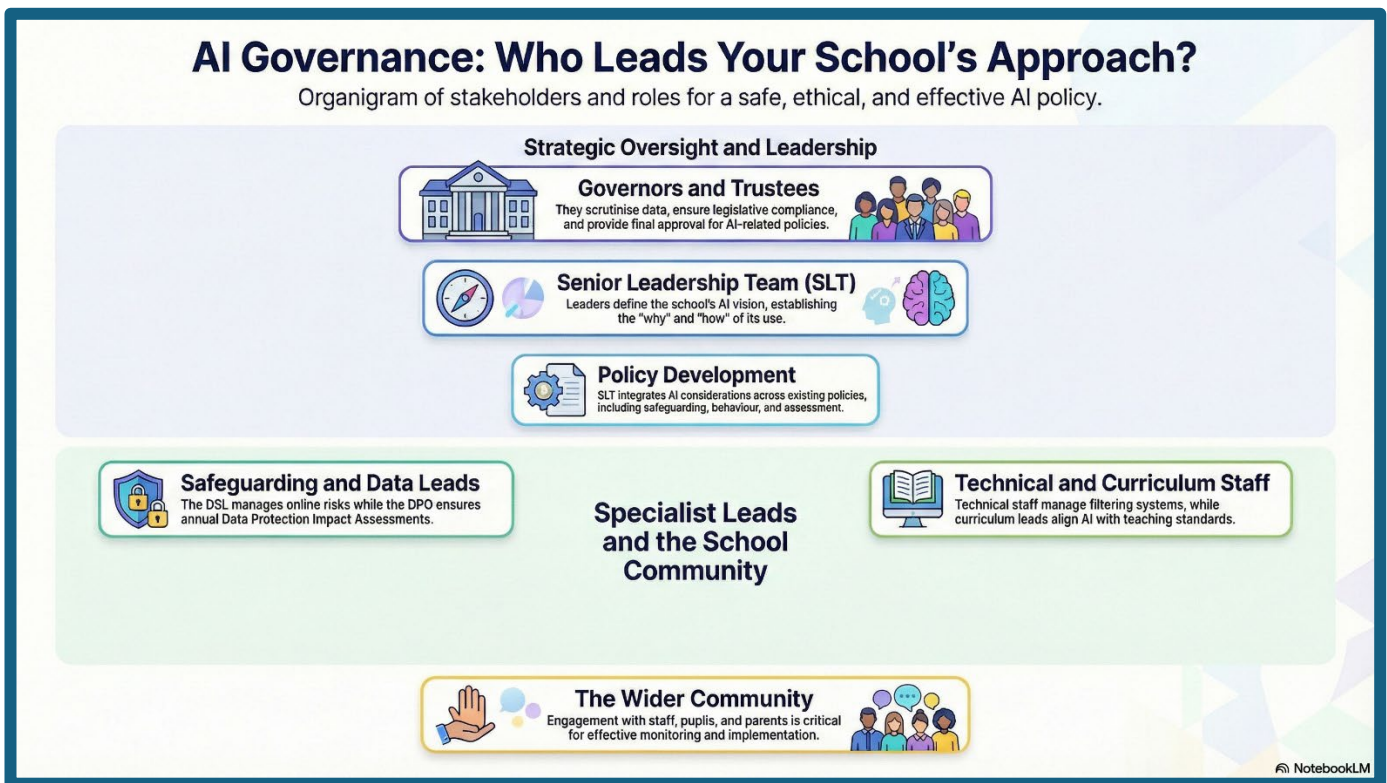 AI Governance: Who Leads Your School's Approach?
Organigram of stakeholders and roles for a safe, ethical, and effective AI policy.
Strategic Oversight and Leadership
Governors and Trustees
They scrutinise data, ensure legislative compliance,
and provide final approval for AI-related policies.
Senior Leadership Team (SLT)
Leaders define the school's AI vision, establishing
the "why" and "how" of its use.
Policy Development
SLT integrates AI considerations across existing policies,
including safeguarding, behaviour, and assessment.
Safeguarding and Data Leads
The DSL manages online risks while the DPO ensures
annual Data Protection Impact Assessments.
Specialist Leads
and the School
Community
Technical and Curriculum Staff
Technical staff manage filtering systems, while
curriculum leads align AI with teaching standards.
The Wider Community
Engagement with staff, pupils, and parents is critical
for effective monitoring and implementation.
NotebookLM